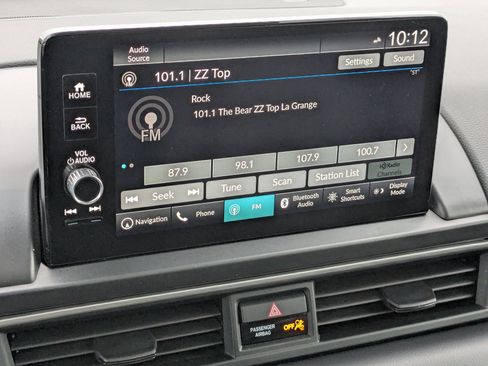 Audio Source
10:12
101.1 | ZZ Top
Settings
Sound
"ST"
HOME
BACK
VOL
AUDIO
FM
Rock
101.1 The Bear ZZ Top La Grange
87.9
98.1
107.9
100.7
Seek
Tune
Scan
Station List
HD Radio
Channels
Navigation
Phone
FM
Bluetooth Audio
Smart Shortcuts
Display Mode
PASSENGER
AIRBAG
OFF